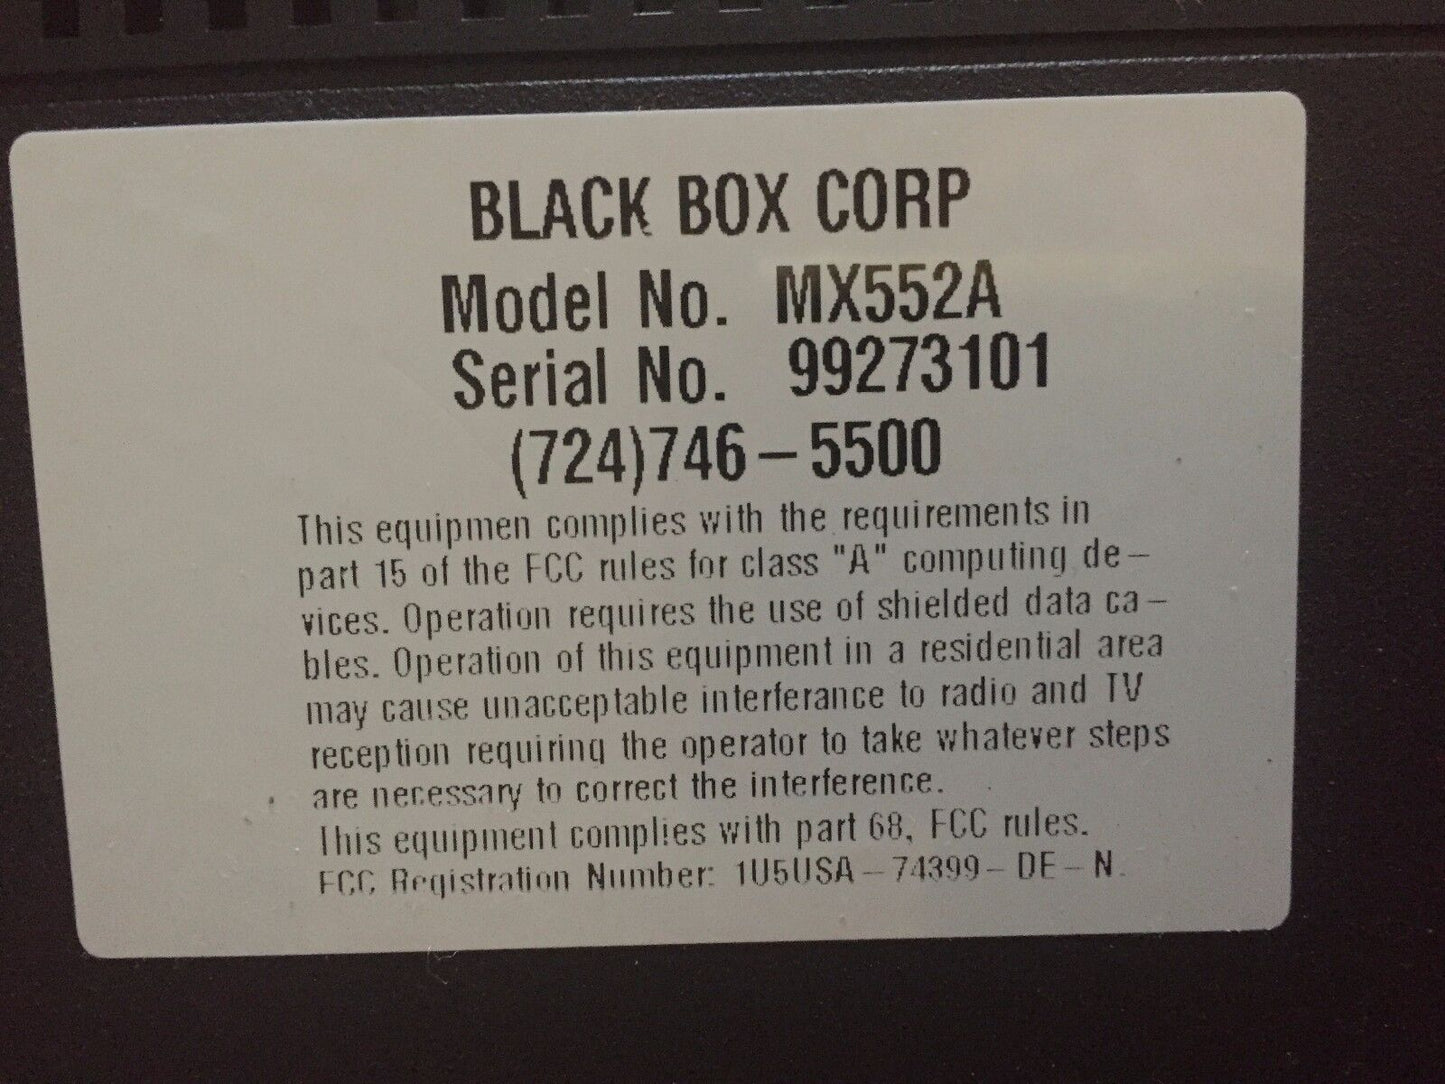 BLACK BOX CORP
Model No. MX552A
Serial No. 99273101
(724)746-5500
This equipmen complies with the requirements in
part 15 of the FCC rules for class "A" computing de-
vices. Operation requires the use of shielded data ca-
bles. Operation of this equipment in a residential area
may cause unacceptable interferance to radio and TV
reception requiring the operator to take whatever steps
are necessary to correct the interference.
This equipment complies with part 68, FCC rules.
FCC Registration Number: 1U5USA-74399-DE-N